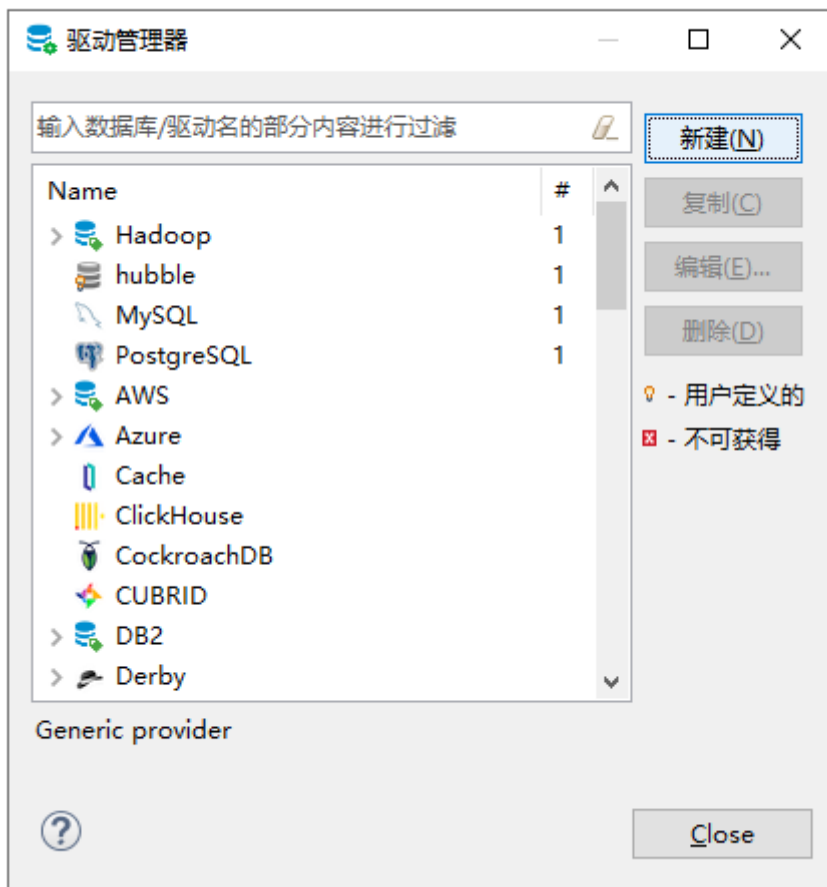 驱动管理器
输入数据库/驱动名的部分内容进行过滤
新建(N)
Name #
复制(C)
Hadoop 1
hubble 1
编辑(E)...
MySQL 1
删除(D)
PostgreSQL 1
AWS
- 用户定义的
Azure
- 不可获得
Cache
ClickHouse
CockroachDB
CUBRID
DB2
Derby
Generic provider
Close